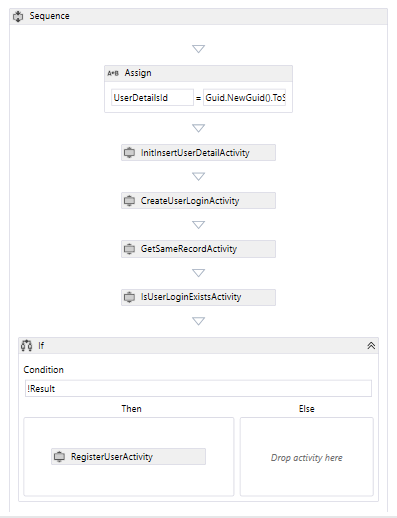 Sequence
A•B Assign
UserDetailsId = Guid.NewGuid().ToS
InitInsertUserDetailActivity
CreateUserLoginActivity
GetSameRecordActivity
IsUserLoginExistsActivity
If
Condition
!Result
Then Else
RegisterUserActivity Drop activity here